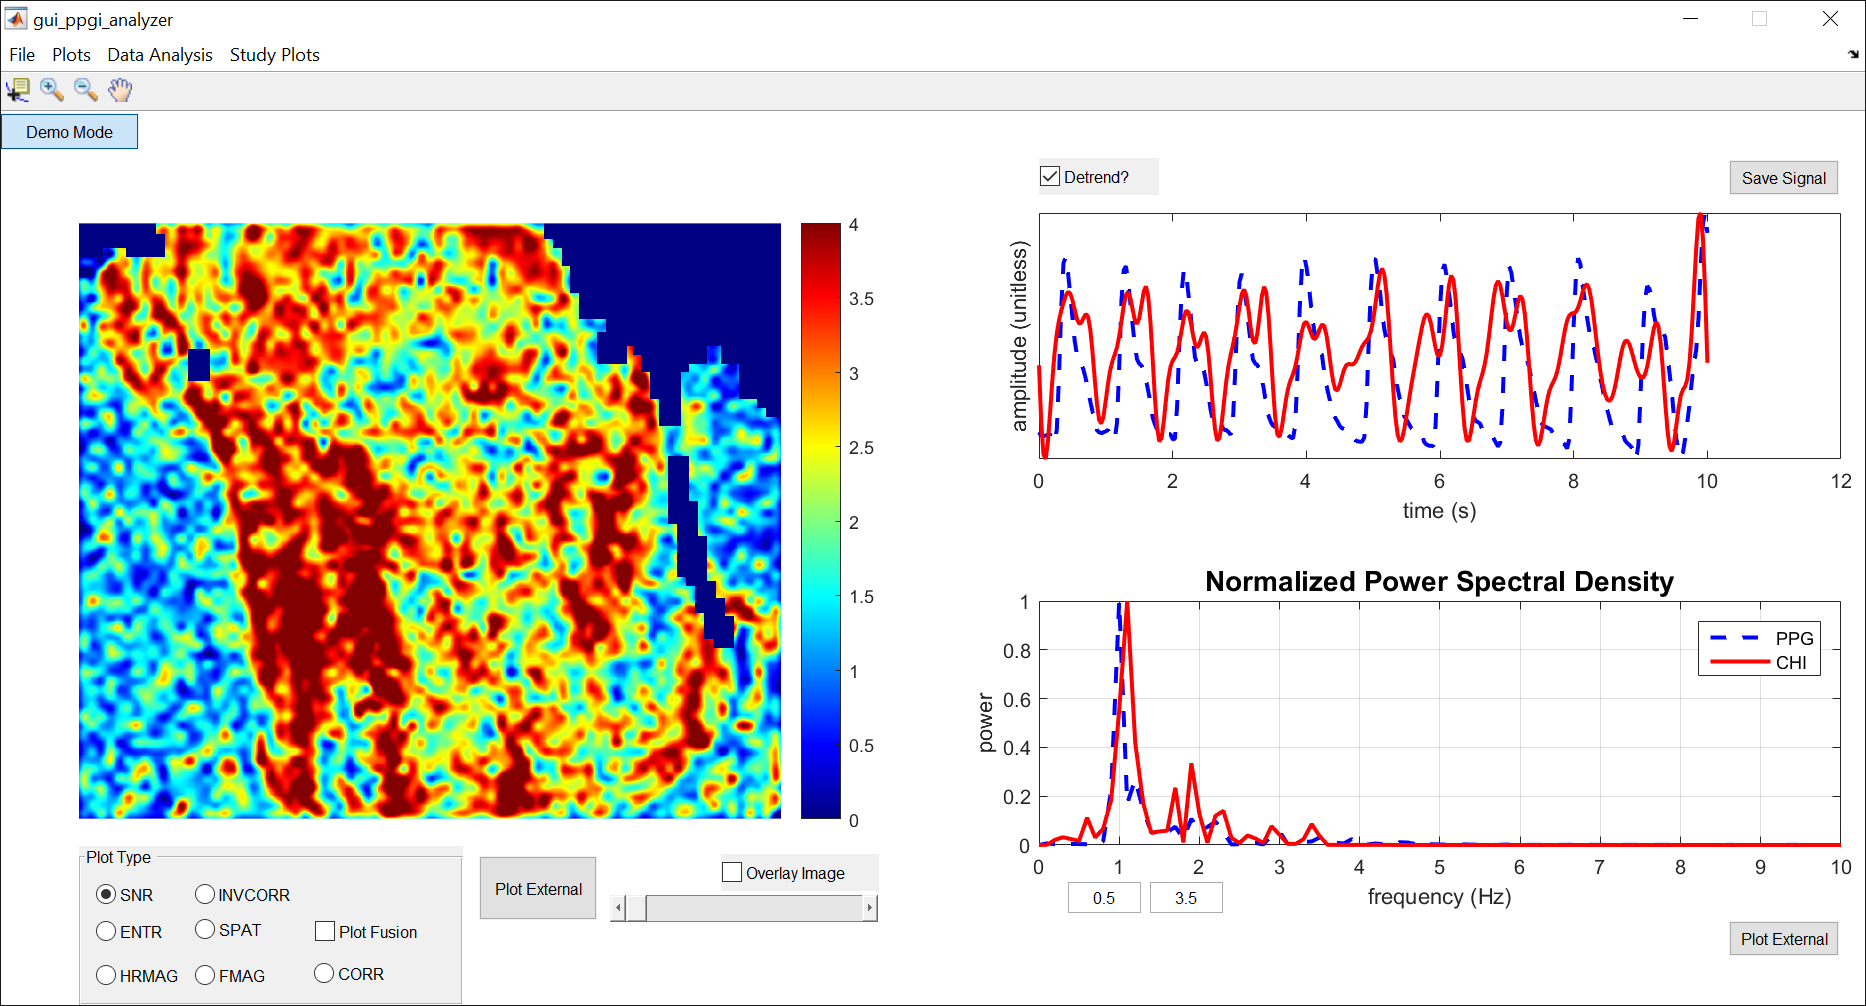 gui_ppgi_analyzer
File Plots Data Analysis Study Plots
Demo Mode
4
3.5
3
2.5
2
1.5
1
0.5
0
Plot Type
SNR INVCORR
ENTR SPAT Plot Fusion
HRMAG FMAG CORR
Plot External
Overlay Image
Detrend?
Save Signal
amplitude (unitless)
0 2 4 6 8 10 12
time (s)
Normalized Power Spectral Density
1
0.8
0.6
0.4
0.2
0
power
PPG
CHI
0 1 2 3 4 5 6 7 8 9 10
frequency (Hz)
0.5 3.5
Plot External